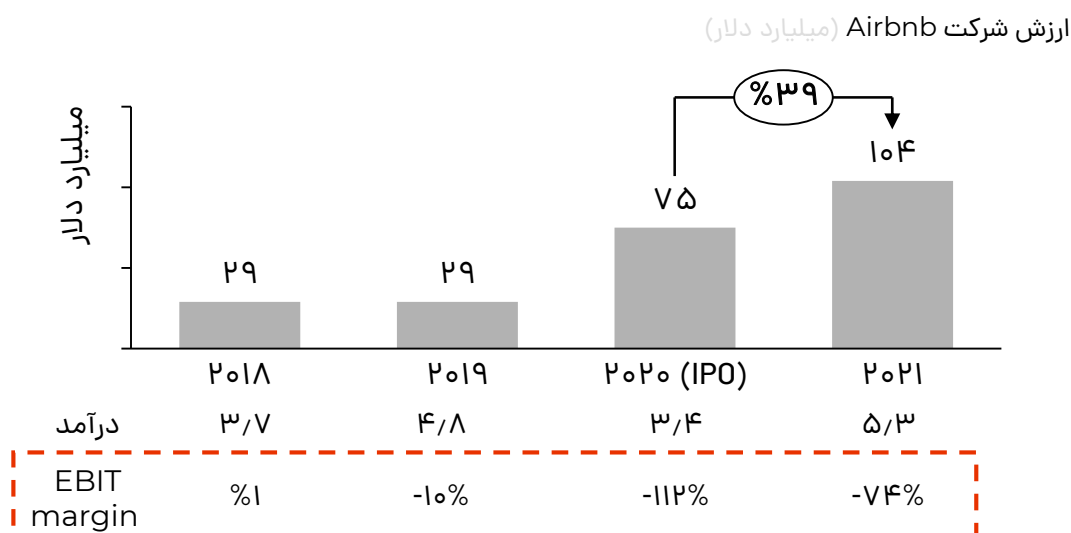 ارزش شرکت Airbnb (میلیارد دلار)
میلیارد دلار
%۳۹
۲۹
۲۹
۷۵
۱۰۴
۲۰۱۸
۲۰۱۹
۲۰۲۰ (IPO)
۲۰۲۱
درآمد
۳٫۷
۴٫۸
۳٫۴
۵٫۳
EBIT
margin
%۱
-۱۰%
-۱۱۲%
-۷۴%